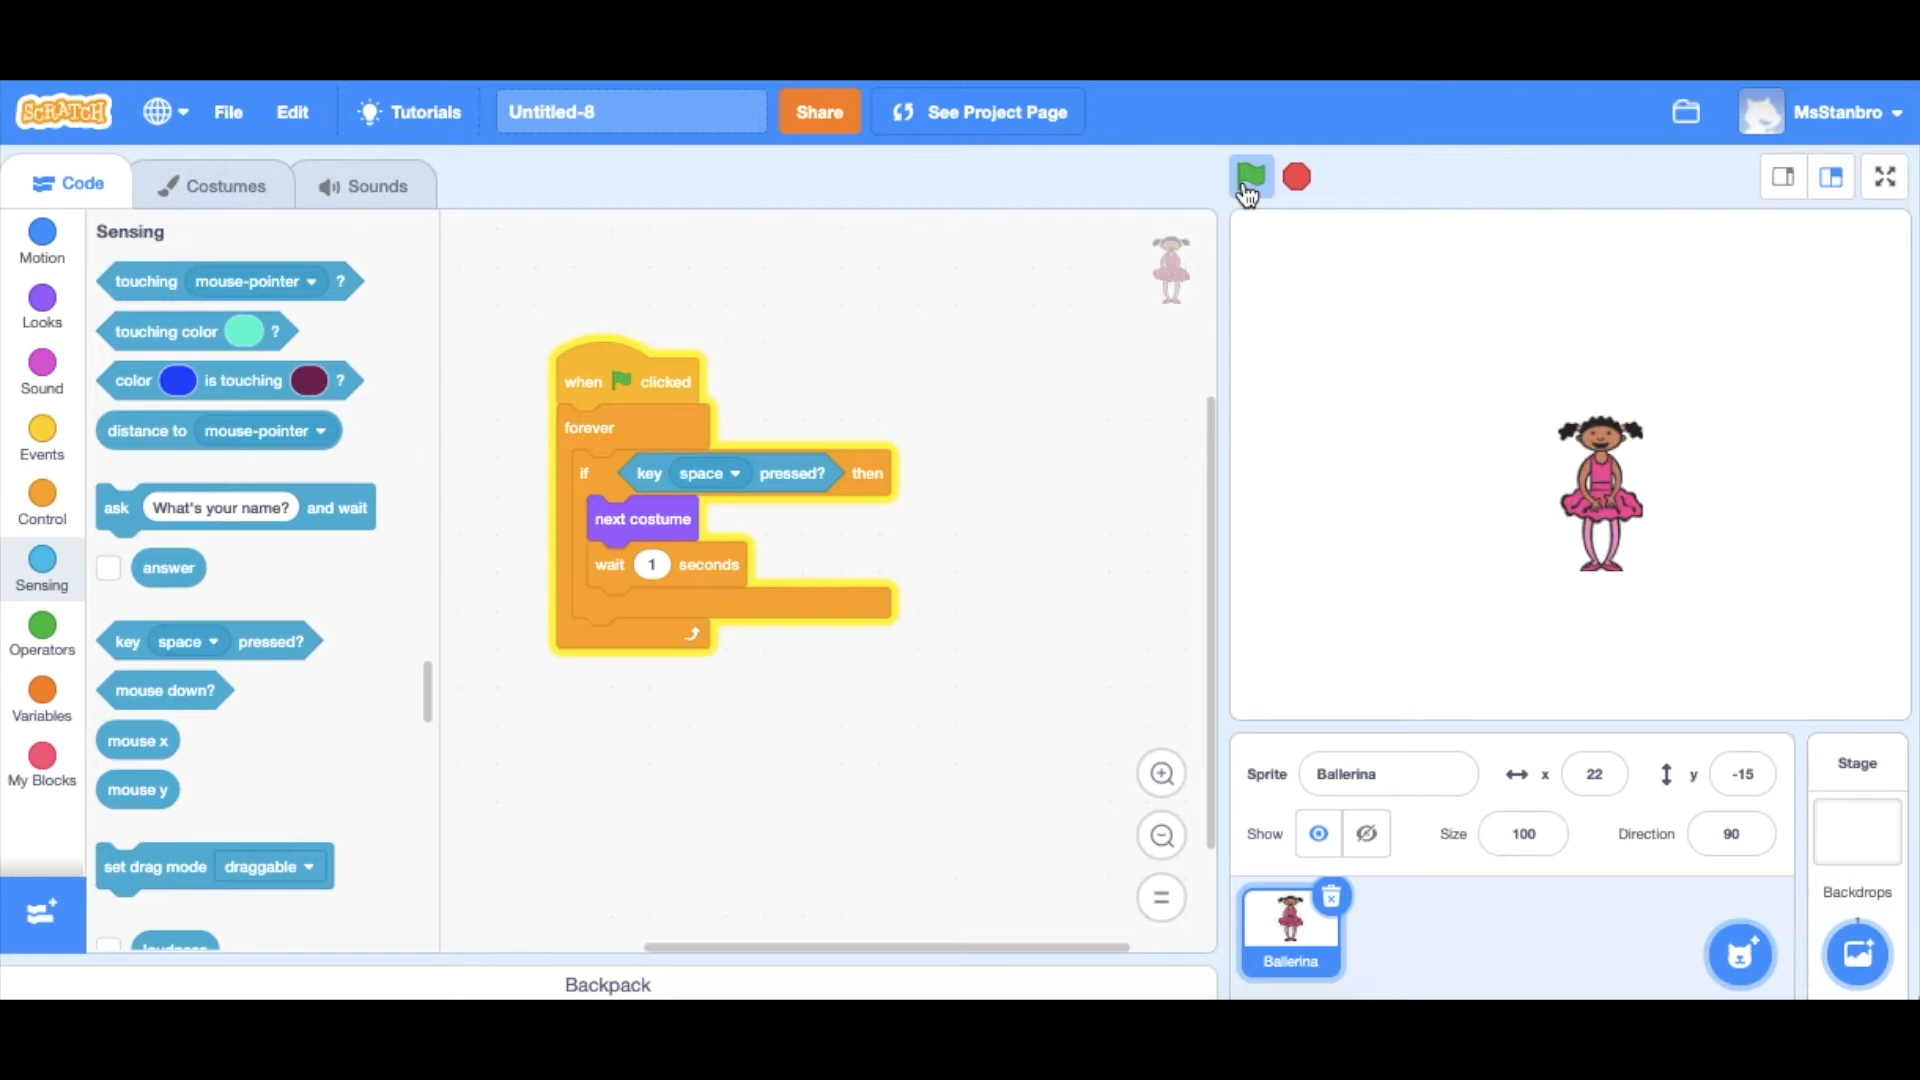 SCRATCH
File
Edit
Tutorials
Untitled-8
Share
See Project Page
MsStanbro
Code
Costumes
Sounds
Motion
Looks
Sound
Events
Control
Sensing
Operators
Variables
My Blocks
Sensing
touching mouse-pointer ?
touching color ?
color is touching ?
distance to mouse-pointer
ask What's your name? and wait
answer
key space pressed?
mouse down?
mouse x
mouse y
set drag mode draggable
loudness
when clicked
forever
if key space pressed? then
next costume
wait 1 seconds
Sprite Ballerina x 22 y -15
Show Size 100 Direction 90
Ballerina
Stage
Backdrops
1
Backpack